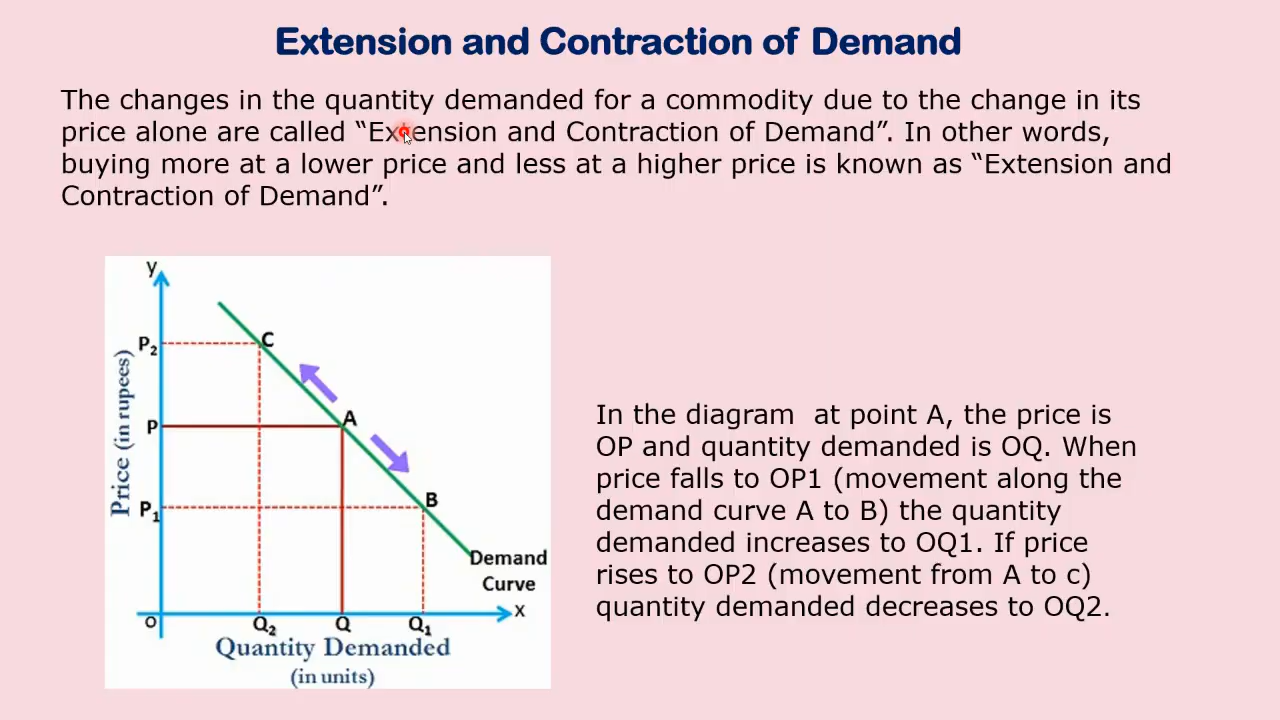 Extension and Contraction of Demand
The changes in the quantity demanded for a commodity due to the change in its
price alone are called “Extension and Contraction of Demand”. In other words,
buying more at a lower price and less at a higher price is known as “Extension and
Contraction of Demand”.
y
P2
C
A
P
P1
B
Demand
Curve
O
Q2
Q
Q1
x
Price (in rupees)
Quantity Demanded
(in units)
In the diagram at point A, the price is
OP and quantity demanded is OQ. When
price falls to OP1 (movement along the
demand curve A to B) the quantity
demanded increases to OQ1. If price
rises to OP2 (movement from A to c)
quantity demanded decreases to OQ2.